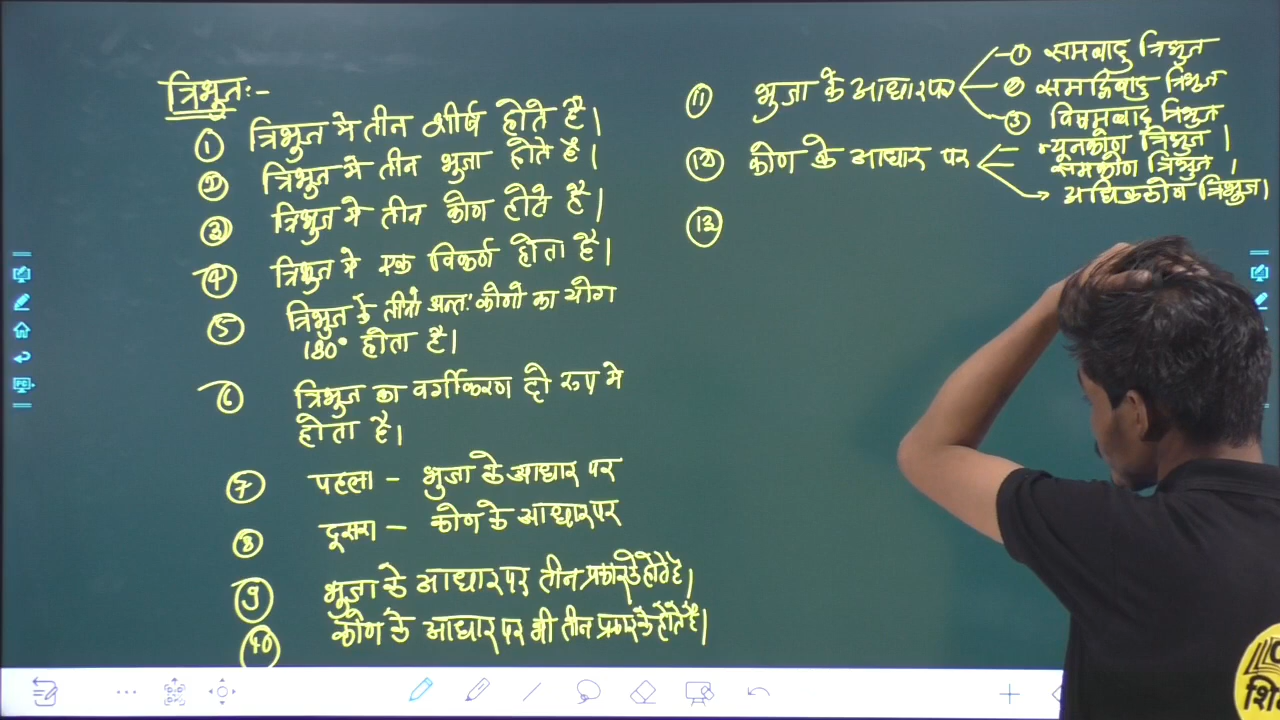 त्रिभुजः-
① त्रिभुज मे तीन शीर्ष होते है।
② त्रिभुज मे तीन भुजा होते है।
③ त्रिभुज मे तीन कोण होते है।
④ त्रिभुज मे एक विकर्ण होता है।
⑤ त्रिभुज के तीनो अन्तः कोणो का योग
180° होता है।
⑥ त्रिभुज का वर्गीकरण दो रूप मे
होता है।
⑦ पहला - भुजा के आधार पर
⑧ दूसरा - कोण के आधार पर
⑨ भुजा के आधार पर तीन प्रकार के होते है।
⑩ कोण के आधार पर भी तीन प्रकार के होते है।
⑪ भुजा के आधार पर
① समबाहु त्रिभुज
② समद्विबाहु त्रिभुज
③ विषमबाहु त्रिभुज
⑫ कोण के आधार पर
न्यूनकोण त्रिभुज।
समकोण त्रिभुज।
अधिककोण त्रिभुज।
⑬